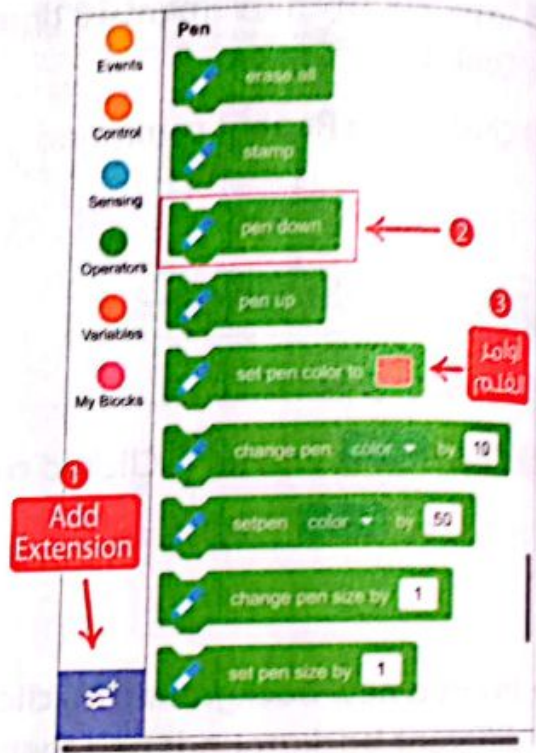 Pen
Events
erase all
Control
stamp
Sensing
pen down
2
Operators
pen up
3
Variables
set pen color to
أوامر
القلم
My Blocks
change pen color by 10
1
Add
Extension
setpen color by 50
change pen size by 1
set pen size by 1